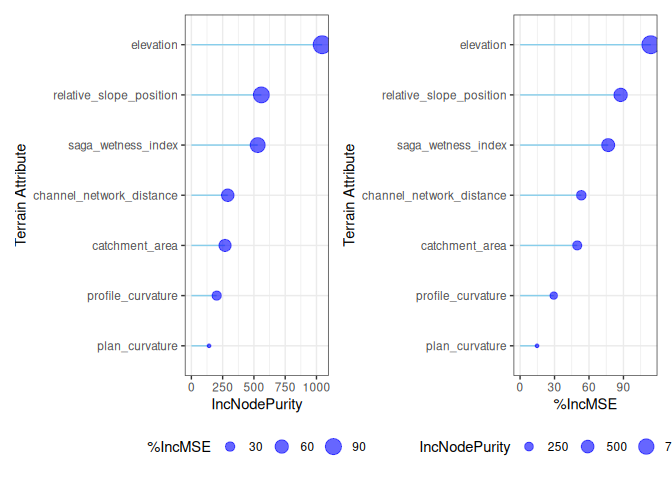 Terrain Attribute
elevation
relative_slope_position
saga_wetness_index
channel_network_distance
catchment_area
profile_curvature
plan_curvature
0 250 500 750 1000
IncNodePurity
%IncMSE 30 60 90
Terrain Attribute
elevation
relative_slope_position
saga_wetness_index
channel_network_distance
catchment_area
profile_curvature
plan_curvature
0 30 60 90
%IncMSE
IncNodePurity 250 500 7